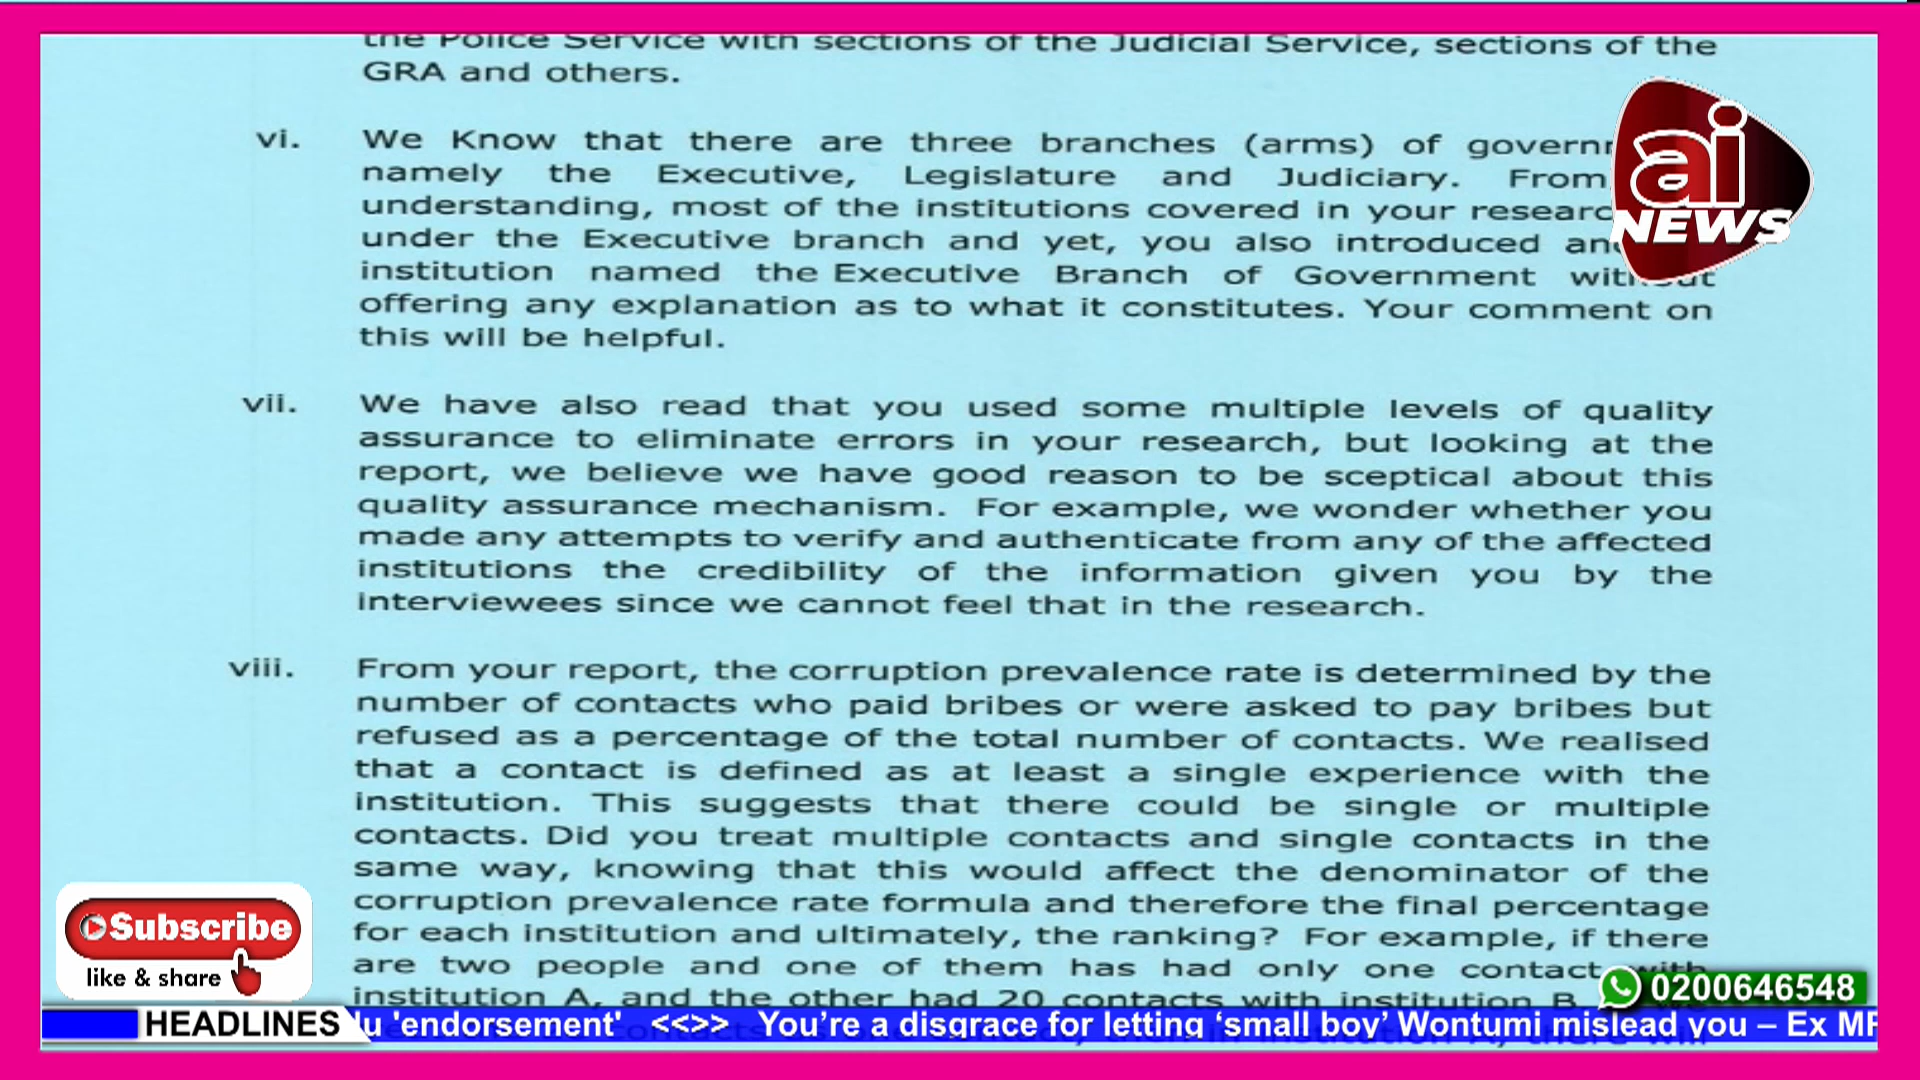 the Police Service with sections of the Judicial Service, sections of the
GRA and others.
vi. We Know that there are three branches (arms) of
namely the Executive, Legislature and Judiciary. From
understanding, most of the institutions covered in your
under the Executive branch and yet, you also introduced
institution named the Executive Branch of Government without
offering any explanation as to what it constitutes. Your comment on
this will be helpful.
vii. We have also read that you used some multiple levels of quality
assurance to eliminate errors in your research, but looking at the
report, we believe we have good reason to be sceptical about this
quality assurance mechanism. For example, we wonder whether you
made any attempts to verify and authenticate from any of the affected
institutions the credibility of the information given you by the
interviewees since we cannot feel that in the research.
viii. From your report, the corruption prevalence rate is determined by the
number of contacts who paid bribes or were asked to pay bribes but
refused as a percentage of the total number of contacts. We realised
that a contact is defined as at least a single experience with the
institution. This suggests that there could be single or multiple
contacts. Did you treat multiple contacts and single contacts in the
same way, knowing that this would affect the denominator of the
corruption prevalence rate formula and therefore the final percentage
for each institution and ultimately, the ranking? For example, if there
are two people and one of them has had only one contact with
institution A, and the other had 20 contacts with institution B
ai
NEWS
Subscribe
like & share
0200646548
HEADLINES
'endorsement' <<>> You're a disgrace for letting 'small boy' Wontumi mislead you – Ex